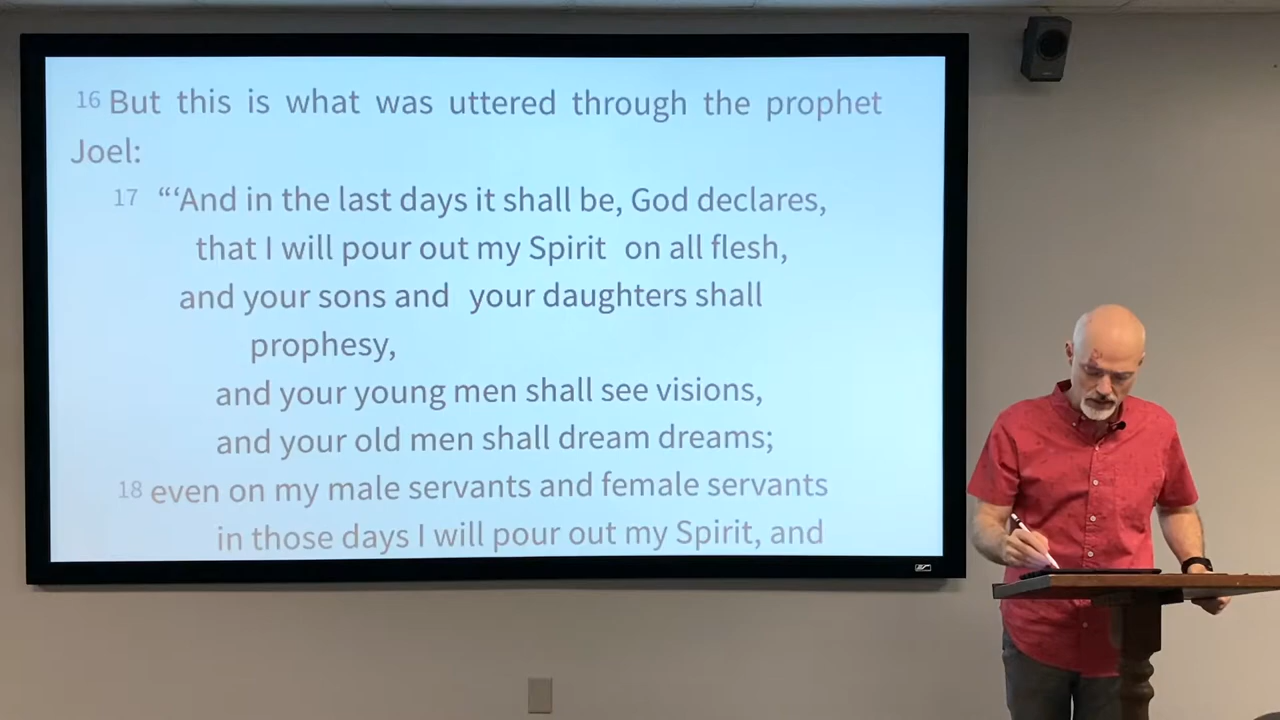 16 But this is what was uttered through the prophet
Joel:
17 “‘And in the last days it shall be, God declares,
that I will pour out my Spirit on all flesh,
and your sons and your daughters shall
prophesy,
and your young men shall see visions,
and your old men shall dream dreams;
18 even on my male servants and female servants
in those days I will pour out my Spirit, and